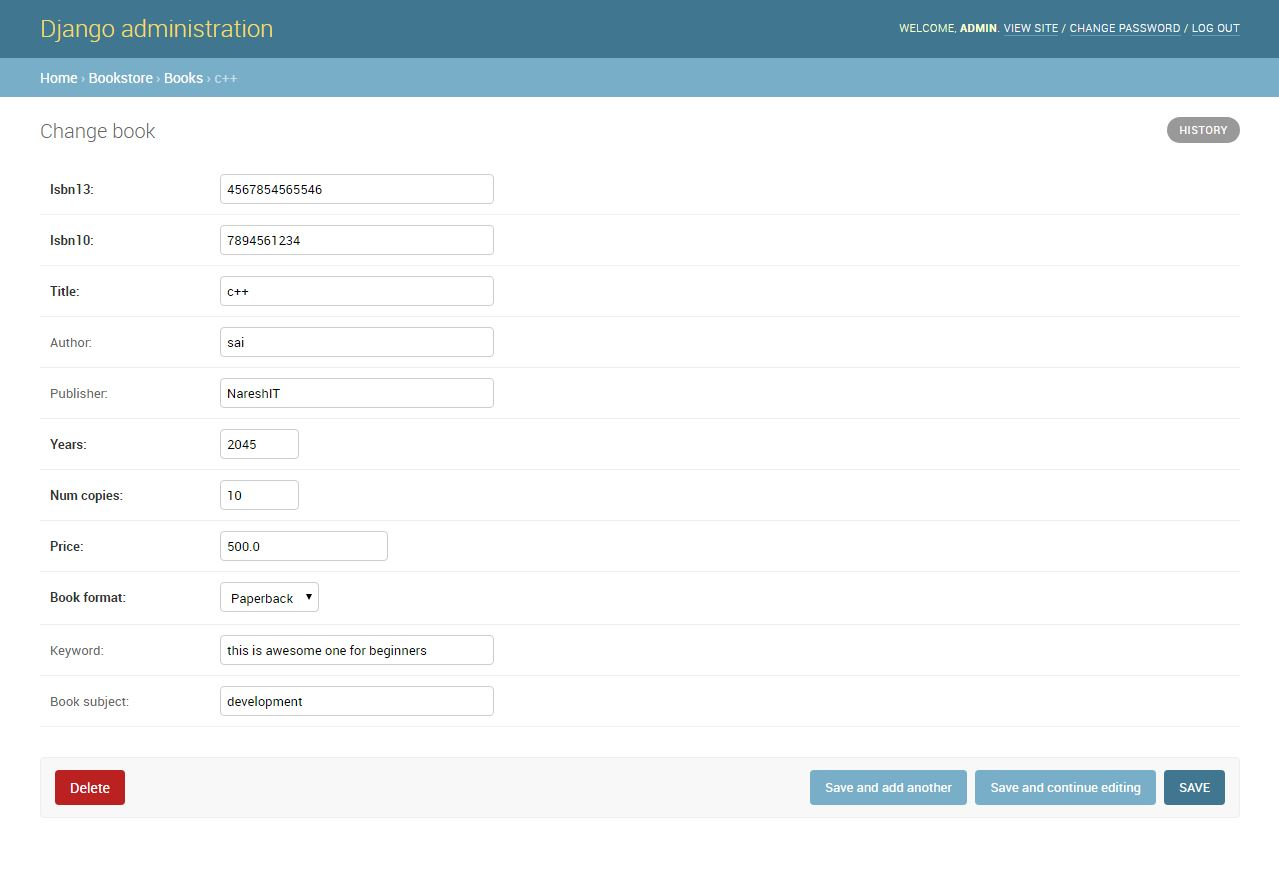 Django administration
WELCOME, ADMIN. VIEW SITE / CHANGE PASSWORD / LOG OUT
Home › Bookstore › Books › c++
Change book
HISTORY
Isbn13: 4567854565546
Isbn10: 7894561234
Title: c++
Author: sai
Publisher: NareshIT
Years: 2045
Num copies: 10
Price: 500.0
Book format: Paperback
Keyword: this is awesome one for beginners
Book subject: development
Delete Save and add another Save and continue editing SAVE